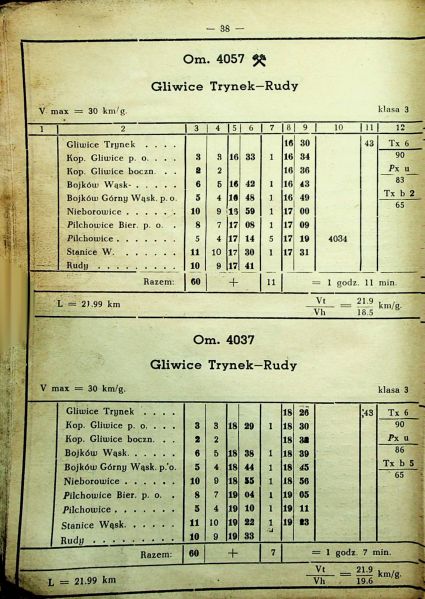 — 38 —
Om. 4057 ⚒
Gliwice Trynek—Rudy
V max = 30 km/g. klasa 3
1 2 3 4 5 6 7 8 9 10 11 12
Gliwice Trynek . . . . 16 30 43 Tx 6
Kop. Gliwice p. o. . . . 3 3 16 33 1 16 34 90
Kop. Gliwice boczn. . . 2 2 16 36 Px u
Bojków Wąsk- . . . . . 6 5 16 42 1 16 43 83
Bojków Górny Wąsk. p.o. 5 4 16 48 1 16 49 Tx b 2
Nieborowice . . . . . 10 9 16 59 1 17 00 65
Pilchowice Bier. p. o. . . 8 7 17 08 1 17 09
Pilchowice . . . . . . 5 4 17 14 5 17 19 4034
Stanice W. . . . . . 11 10 17 30 1 17 31
Rudy . . . . . . . . 10 9 17 41
Razem: 60 + 11 = 1 godz. 11 min.
L = 21.99 km Vt/Vh = 21.9/18.5 km/g.
Om. 4037
Gliwice Trynek—Rudy
V max = 30 km/g. klasa 3
Gliwice Trynek . . . . 18 26 43 Tx 6
Kop. Gliwice p. o. . . . 3 3 18 29 1 18 30 90
Kop. Gliwice boczn. . . 2 2 18 32 Px u
Bojków Wąsk. . . . . 6 5 18 38 1 18 39 86
Bojków Górny Wąsk. p.o. 5 4 18 44 1 18 45 Tx b 5
Nieborowice . . . . . 10 9 18 55 1 18 56 65
Pilchowice Bier. p. o. . . 8 7 19 04 1 19 05
Pilchowice . . . . . . 5 4 19 10 1 19 11
Stanice Wąsk. . . . . 11 10 19 22 1 19 23
Rudy . . . . . . . . 10 9 19 33
Razem: 60 + 7 = 1 godz. 7 min.
L = 21.99 km Vt/Vh = 21.9/19.6 km/g.